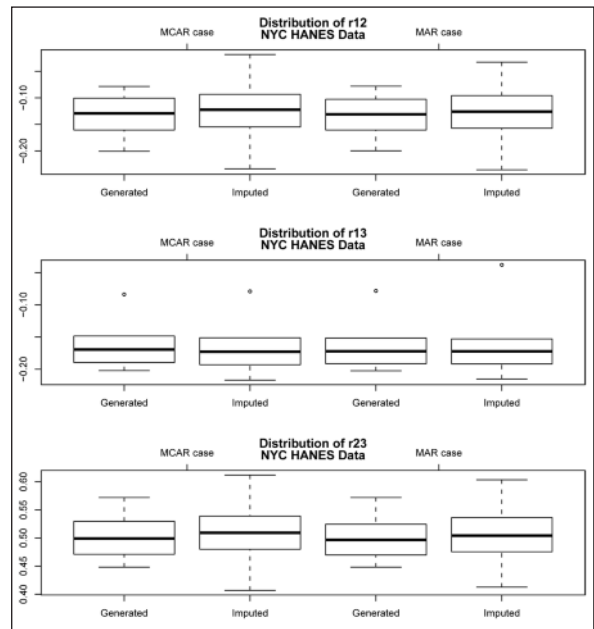 Distribution of r12
MCAR case NYC HANES Data MAR case
−0.10
−0.20
Generated Imputed Generated Imputed
Distribution of r13
MCAR case NYC HANES Data MAR case
−0.10
−0.20
Generated Imputed Generated Imputed
Distribution of r23
MCAR case NYC HANES Data MAR case
0.60
0.55
0.50
0.45
0.40
Generated Imputed Generated Imputed